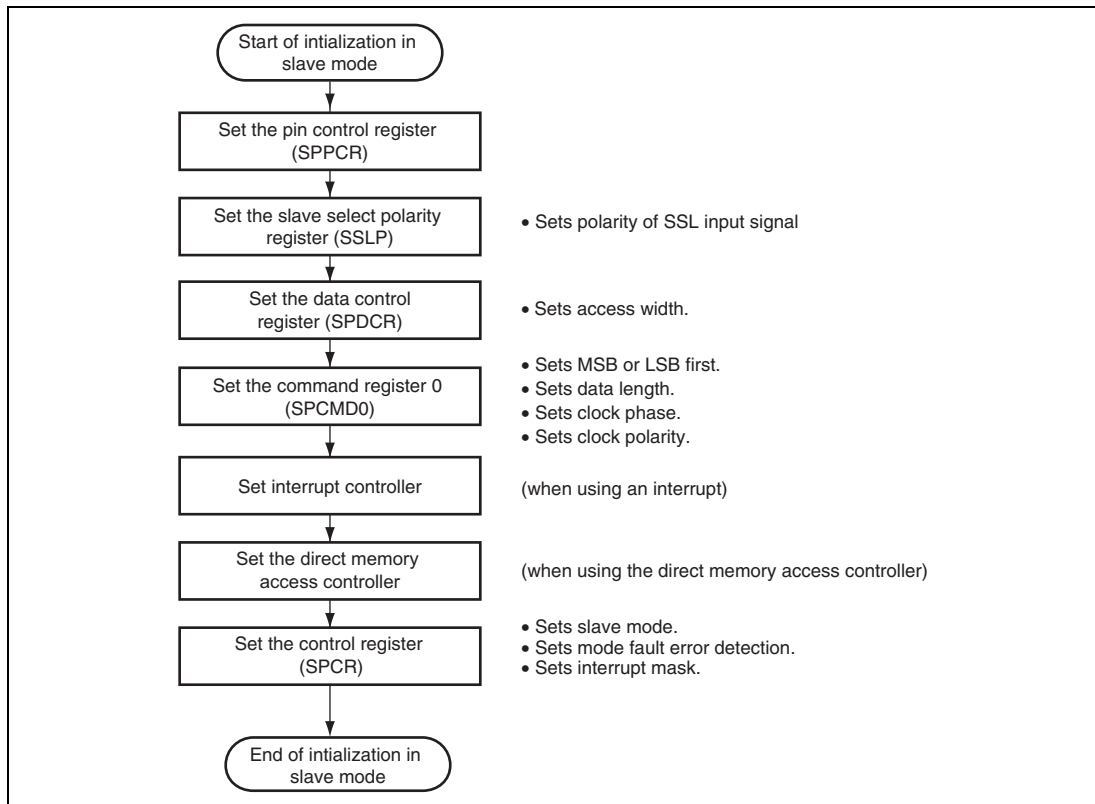 Start of intialization in
slave mode
Set the pin control register
(SPPCR)
Set the slave select polarity
register (SSLP)
• Sets polarity of SSL input signal
Set the data control
register (SPDCR)
• Sets access width.
Set the command register 0
(SPCMD0)
• Sets MSB or LSB first.
• Sets data length.
• Sets clock phase.
• Sets clock polarity.
Set interrupt controller
(when using an interrupt)
Set the direct memory
access controller
(when using the direct memory access controller)
Set the control register
(SPCR)
• Sets slave mode.
• Sets mode fault error detection.
• Sets interrupt mask.
End of intialization in
slave mode